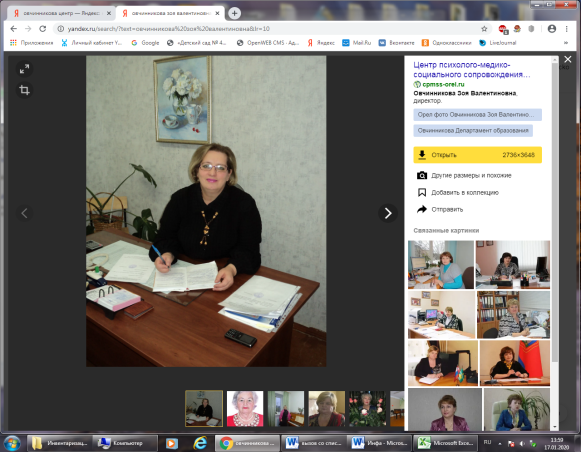 овчинникова центр — Яндекс
овчинникова зоя валентиновн
yandex.ru/search/?text=овчинникова%20зоя%20валентиновна&lr=10
Приложения
Личный кабинет Y...
Google
«Детский сад № 4...
OpenWEB CMS - Ад...
Яндекс
Mail.Ru
Вконтакте
Одноклассники
LiveJournal
Центр психолого-медико-
социального сопровождения…
cpmss-orel.ru
Овчинникова Зоя Валентиновна,
директор.
Орел фото Овчинникова Зоя Валентино…
Овчинникова Департамент образования
Открыть
2736×3648
Другие размеры и похожие
Добавить в коллекцию
Отправить
Связанные картинки
Инвентаризац...
Компьютер
овчинникова ...
вызов со спис...
Инфа - Micros...
Microsoft Exce...
RU
13:59
17.01.2020